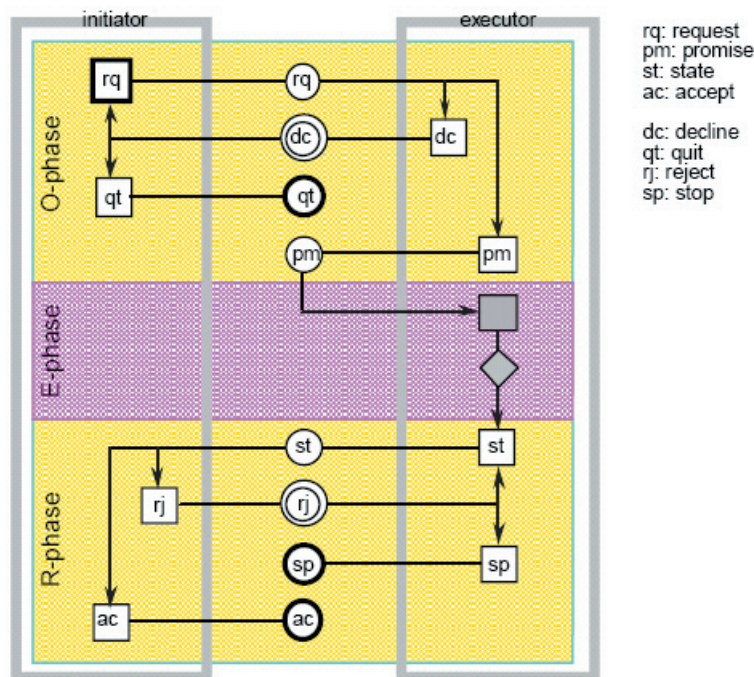 initiator
executor
rq: request
pm: promise
st: state
ac: accept
dc: decline
qt: quit
rj: reject
sp: stop
O-phase
rq
rq
dc
dc
qt
qt
pm
pm
E-phase
R-phase
st
st
rj
rj
sp
sp
ac
ac